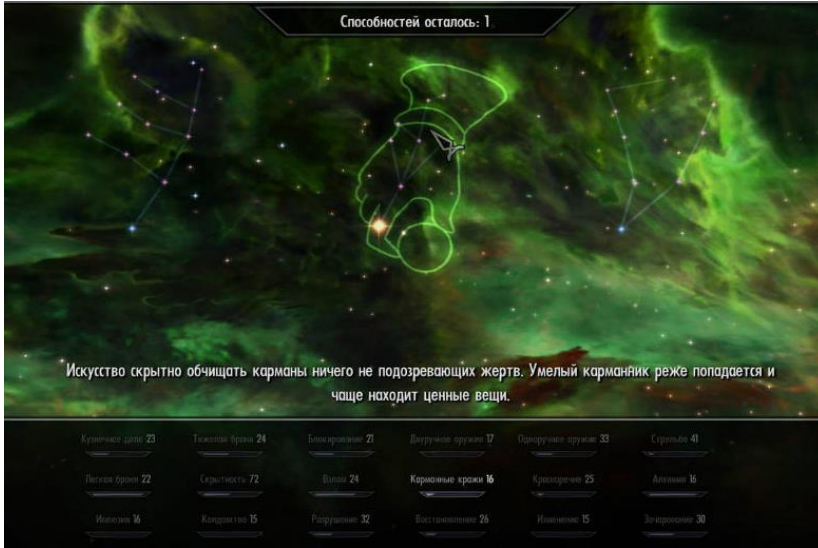 Способностей осталось: 1
Искусство скрытно обчищать карманы ничего не подозревающих жертв. Умелый карманник реже попадается и
чаще находит ценные вещи.
Кузнечное дело 23 Тяжелая броня 24 Блокирование 21 Двуручное оружие 17 Одноручное оружие 33 Стрельба 41
Легкая броня 22 Скрытность 72 Взлом 24 Карманные кражи 16 Красноречие 25 Алхимия 16
Иллюзия 16 Колдовство 15 Разрушение 32 Восстановление 26 Изменение 15 Зачарование 30